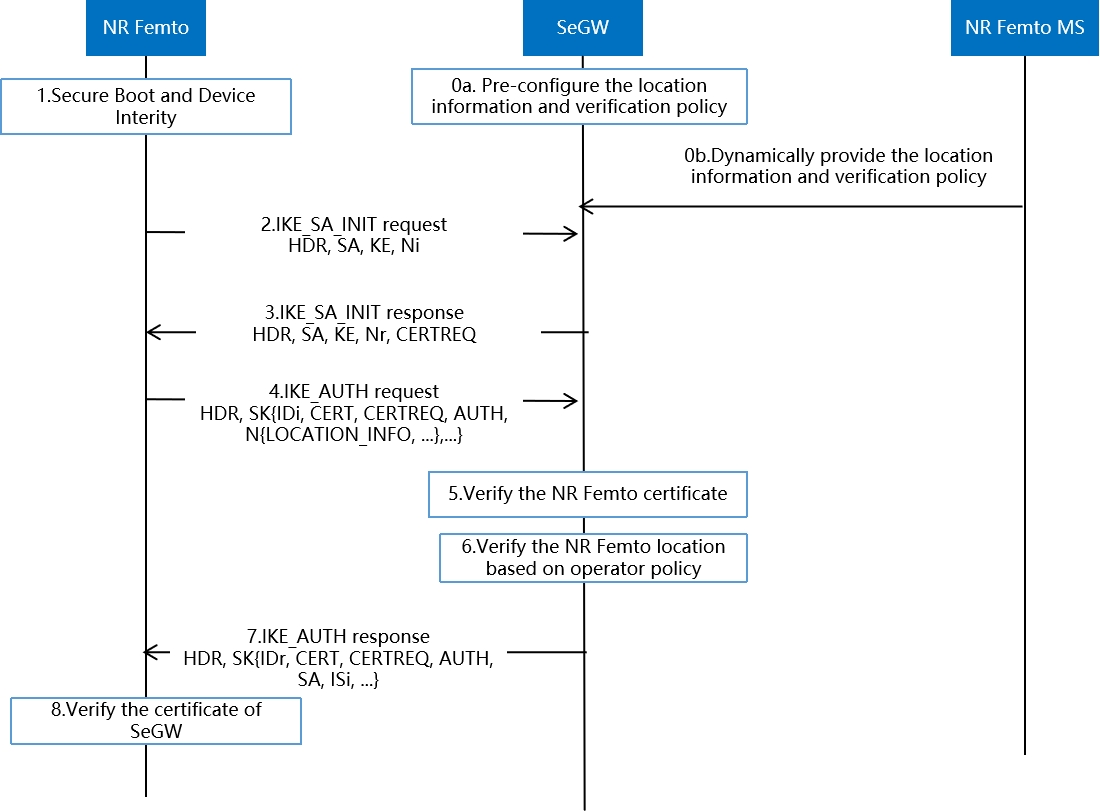 NR Femto
SeGW
NR Femto MS
1.Secure Boot and Device
Interity
0a. Pre-configure the location
information and verification policy
0b.Dynamically provide the location
information and verification policy
2.IKE_SA_INIT request
HDR, SA, KE, Ni
3.IKE_SA_INIT response
HDR, SA, KE, Nr, CERTREQ
4.IKE_AUTH request
HDR, SK{IDi, CERT, CERTREQ, AUTH,
N{LOCATION_INFO, ...},...}
5.Verify the NR Femto certificate
6.Verify the NR Femto location
based on operator policy
7.IKE_AUTH response
HDR, SK{IDr, CERT, CERTREQ, AUTH,
SA, ISi, ...}
8.Verify the certificate of
SeGW